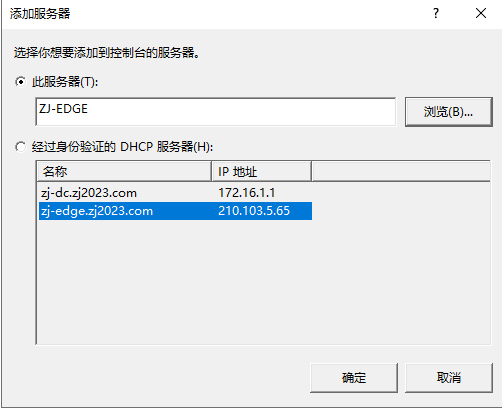 添加服务器
?
选择你想要添加到控制台的服务器。
此服务器(T):
ZJ-EDGE
浏览(B)...
经过身份验证的 DHCP 服务器(H):
名称 IP 地址
zj-dc.zj2023.com 172.16.1.1
zj-edge.zj2023.com 210.103.5.65
确定 取消